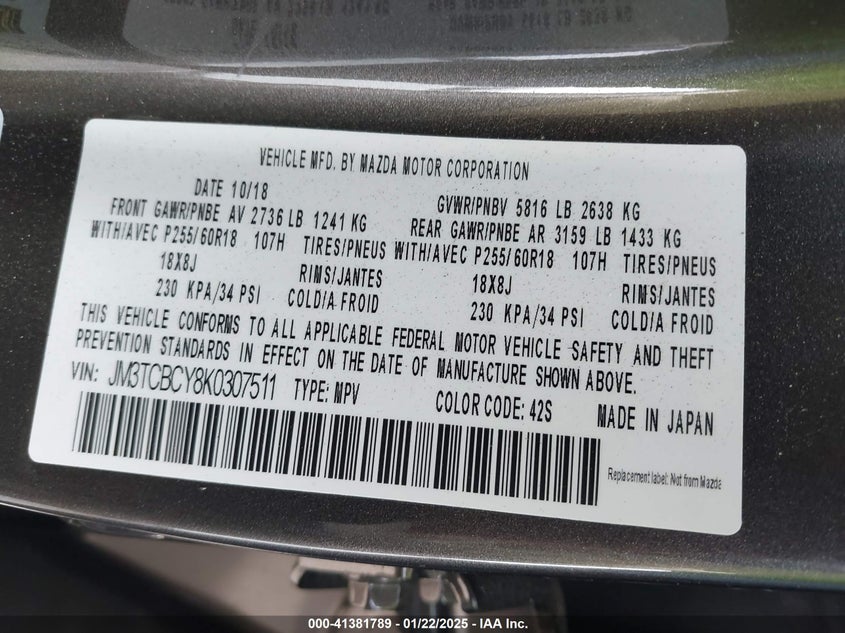 VEHICLE MFD. BY MAZDA MOTOR CORPORATION
DATE 10/18 GVWR/PNBV 5816 LB 2638 KG
FRONT GAWR/PNBE AV 2736 LB 1241 KG REAR GAWR/PNBE AR 3159 LB 1433 KG
WITH/AVEC P255/60R18 107H TIRES/PNEUS WITH/AVEC P255/60R18 107H TIRES/PNEUS
18X8J RIMS/JANTES 18X8J RIMS/JANTES
230 KPA/34 PSI COLD/A FROID 230 KPA/34 PSI COLD/A FROID
THIS VEHICLE CONFORMS TO ALL APPLICABLE FEDERAL MOTOR VEHICLE SAFETY AND THEFT
PREVENTION STANDARDS IN EFFECT ON THE DATE OF MANUFACTURE SHOWN ABOVE.
VIN: JM3TCBCY8K0307511 TYPE: MPV COLOR CODE: 42S MADE IN JAPAN
Replacement label: Not from Mazda
000-41381789 - 01/22/2025 - IAA Inc.